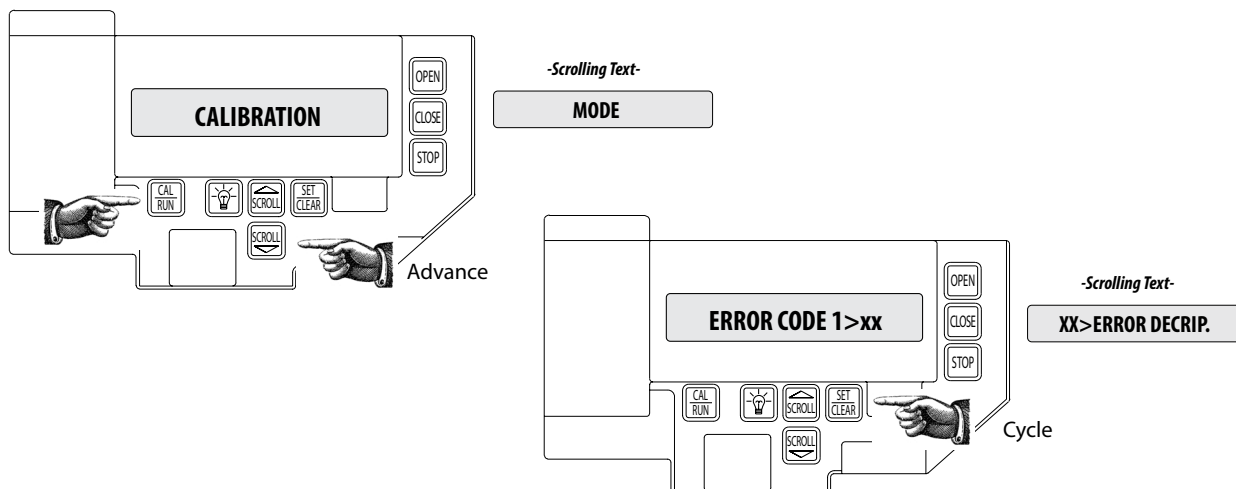 CALIBRATION
OPEN
CLOSE
STOP
CAL
RUN
SCROLL
SET
CLEAR
SCROLL
Advance
-Scrolling Text-
MODE
ERROR CODE 1>xx
OPEN
CLOSE
STOP
CAL
RUN
SCROLL
SET
CLEAR
SCROLL
Cycle
-Scrolling Text-
XX>ERROR DECRIP.